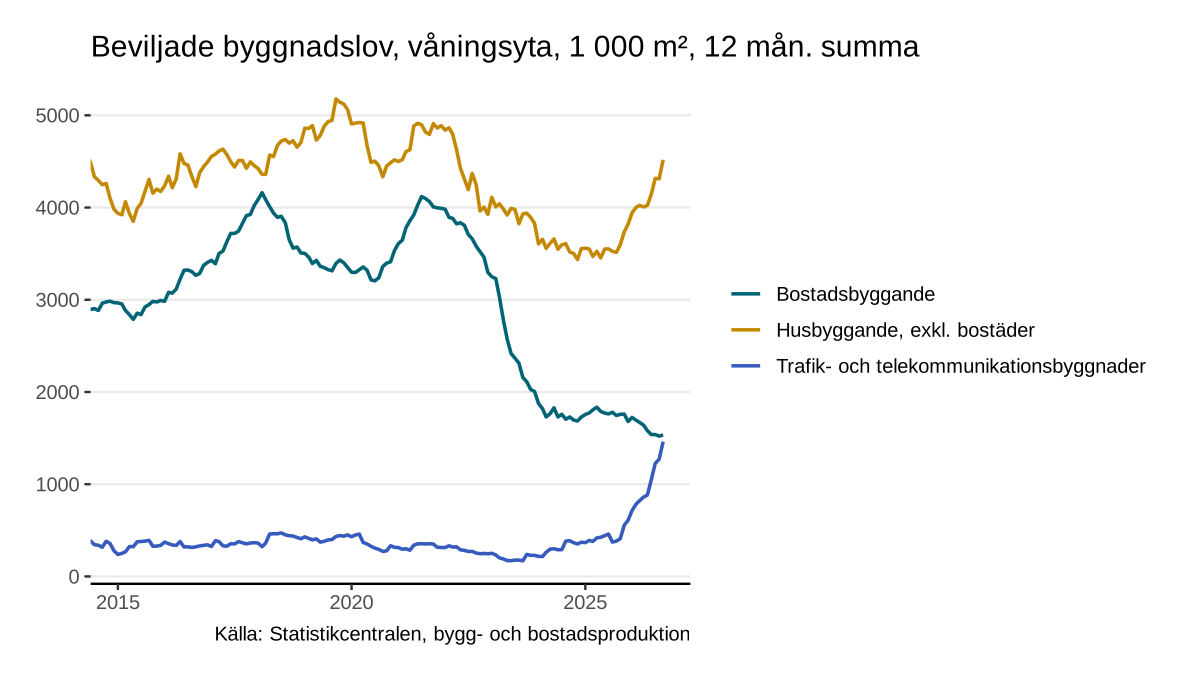 Beviljade byggnadslov, våningsyta, 1 000 m², 12 mån. summa
5000
4000
3000
2000
1000
0
2015 2020 2025
Bostadsbyggande
Husbyggande, exkl. bostäder
Trafik- och telekommunikationsbyggnader
Källa: Statistikcentralen, bygg- och bostadsproduktion